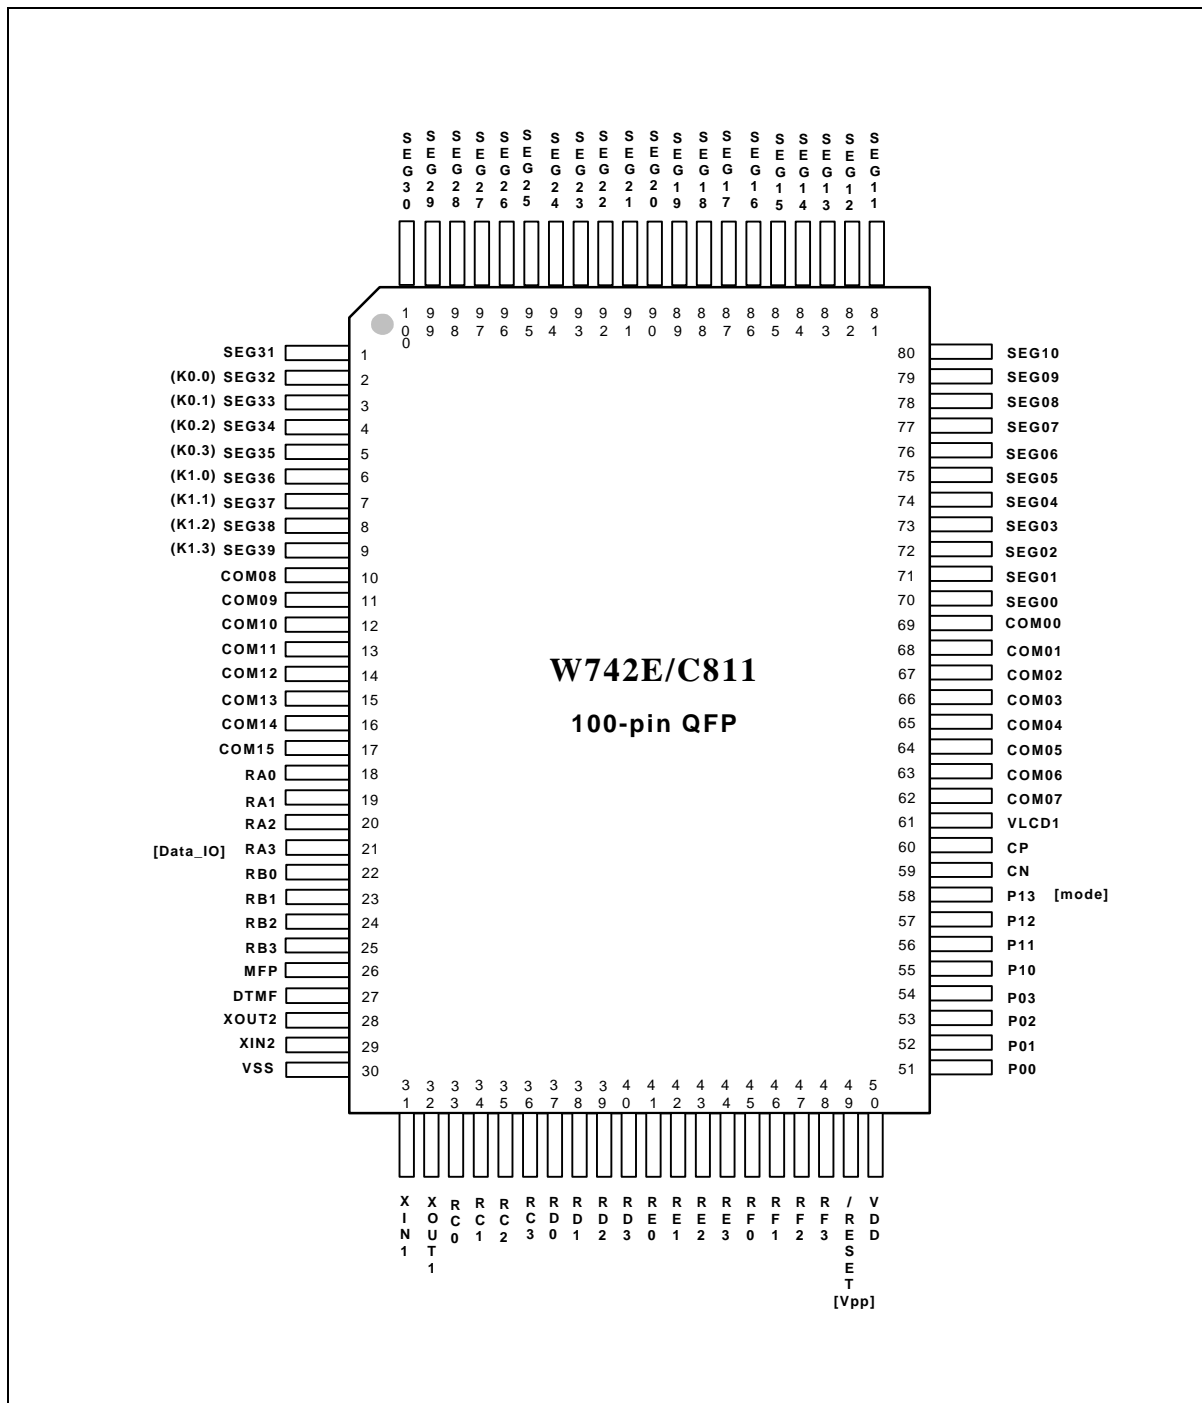 SEG30 SEG29 SEG28 SEG27 SEG26 SEG25 SEG24 SEG23 SEG22 SEG21 SEG20 SEG19 SEG18 SEG17 SEG16 SEG15 SEG14 SEG13 SEG12 SEG11
100 99 98 97 96 95 94 93 92 91 90 89 88 87 86 85 84 83 82 81
SEG31 1
(K0.0) SEG32 2
(K0.1) SEG33 3
(K0.2) SEG34 4
(K0.3) SEG35 5
(K1.0) SEG36 6
(K1.1) SEG37 7
(K1.2) SEG38 8
(K1.3) SEG39 9
COM08 10
COM09 11
COM10 12
COM11 13
COM12 14
COM13 15
COM14 16
COM15 17
RA0 18
RA1 19
RA2 20
[Data_IO] RA3 21
RB0 22
RB1 23
RB2 24
RB3 25
MFP 26
DTMF 27
XOUT2 28
XIN2 29
VSS 30
W742E/C811
100-pin QFP
80 SEG10
79 SEG09
78 SEG08
77 SEG07
76 SEG06
75 SEG05
74 SEG04
73 SEG03
72 SEG02
71 SEG01
70 SEG00
69 COM00
68 COM01
67 COM02
66 COM03
65 COM04
64 COM05
63 COM06
62 COM07
61 VLCD1
60 CP
59 CN
58 P13 [mode]
57 P12
56 P11
55 P10
54 P03
53 P02
52 P01
51 P00
31 32 33 34 35 36 37 38 39 40 41 42 43 44 45 46 47 48 49 50
XIN1 XOUT1 RC0 RC1 RC2 RC3 RD0 RD1 RD2 RD3 RE0 RE1 RE2 RE3 RF0 RF1 RF2 RF3 /RESET VDD
[Vpp]